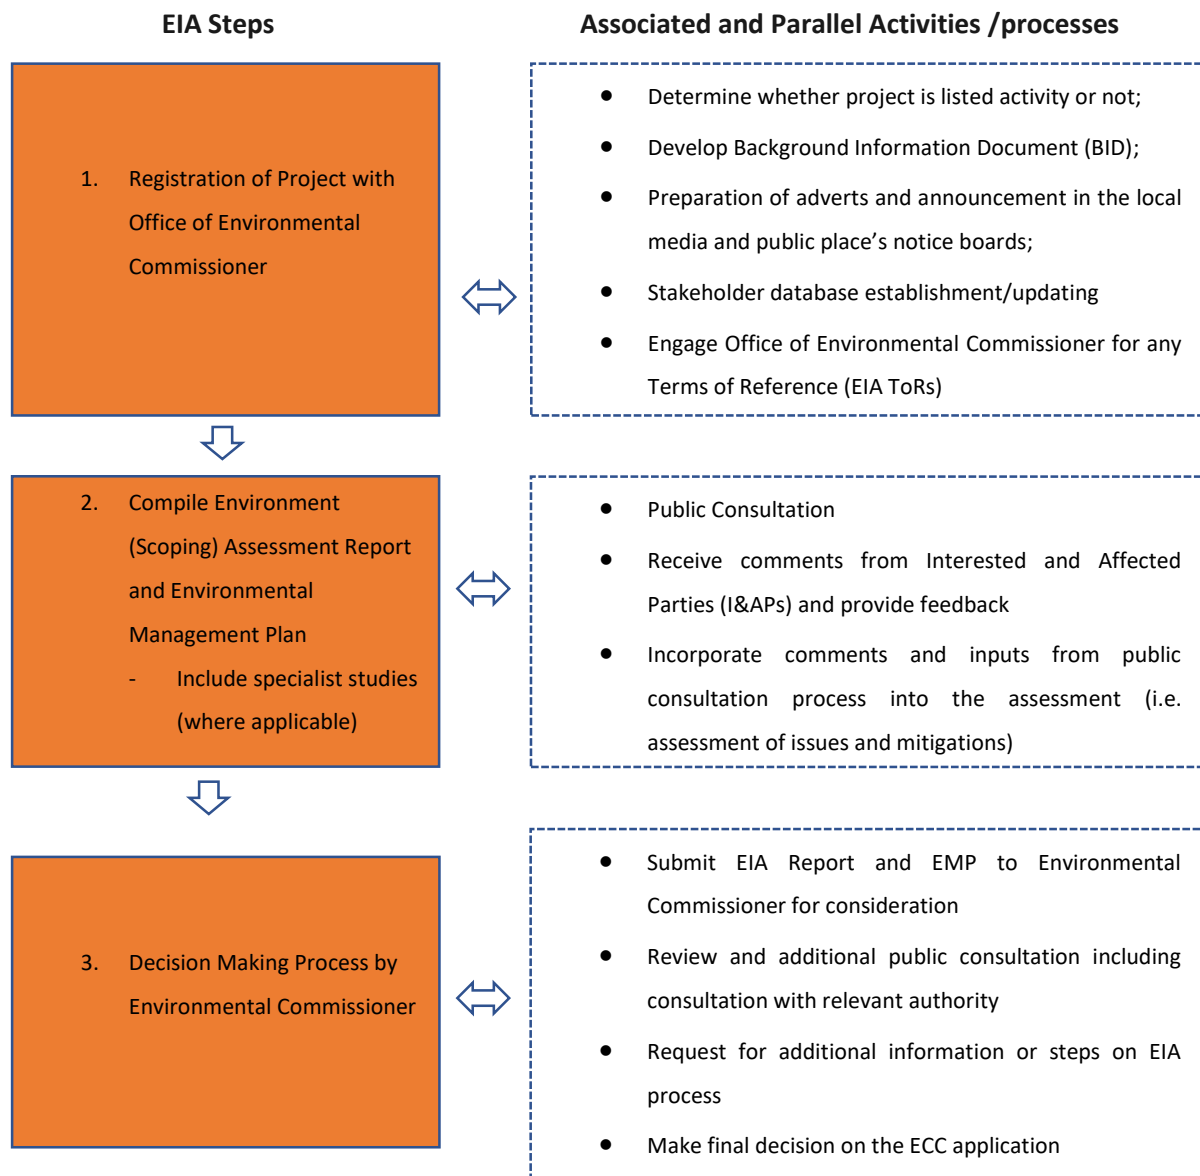 EIA Steps
Associated and Parallel Activities /processes
1. Registration of Project with
Office of Environmental
Commissioner
● Determine whether project is listed activity or not;
● Develop Background Information Document (BID);
● Preparation of adverts and announcement in the local
media and public place’s notice boards;
● Stakeholder database establishment/updating
● Engage Office of Environmental Commissioner for any
Terms of Reference (EIA ToRs)
2. Compile Environment
(Scoping) Assessment Report
and Environmental
Management Plan
- Include specialist studies
(where applicable)
● Public Consultation
● Receive comments from Interested and Affected
Parties (I&APs) and provide feedback
● Incorporate comments and inputs from public
consultation process into the assessment (i.e.
assessment of issues and mitigations)
3. Decision Making Process by
Environmental Commissioner
● Submit EIA Report and EMP to Environmental
Commissioner for consideration
● Review and additional public consultation including
consultation with relevant authority
● Request for additional information or steps on EIA
process
● Make final decision on the ECC application